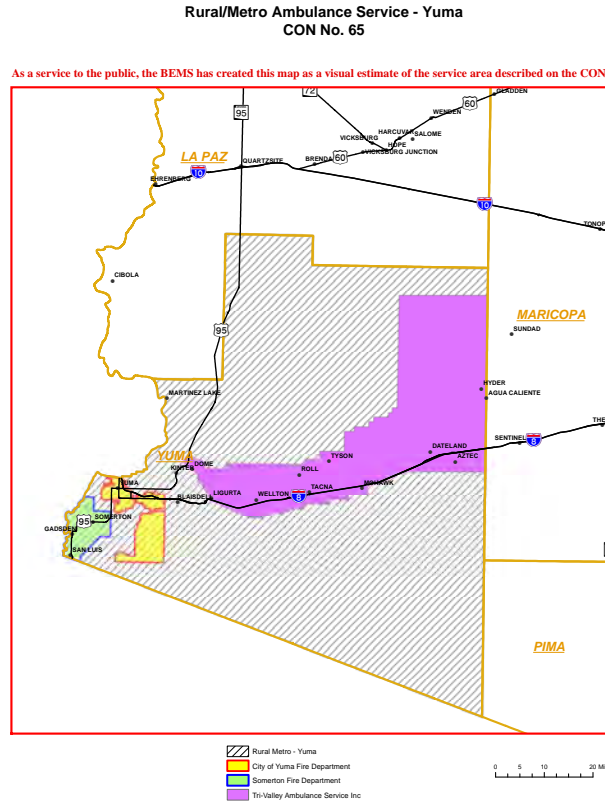 Rural/Metro Ambulance Service - Yuma
CON No. 65
As a service to the public, the BEMS has created this map as a visual estimate of the service area described on the CON
72
95
60
GLADDEN
WENDEN
HARCUVAR
SALOME
VICKSBURG
HOPE
VICKSBURG JUNCTION
LA PAZ
QUARTZSITE
BRENDA
60
10
EHRENBERG
10
TONOP
CIBOLA
MARICOPA
95
SUNDAD
HYDER
MARTINEZ LAKE
AGUA CALIENTE
THE
SENTINEL
8
DATELAND
YUMA
TYSON
AZTEC
KINTER
DOME
ROLL
YUMA
MOHAWK
TACNA
LIGURTA
WELLTON
8
BLAISDELL
SOMERTON
95
GADSDEN
SAN LUIS
PIMA
Rural Metro - Yuma
City of Yuma Fire Department
Somerton Fire Department
Tri-Valley Ambulance Service Inc
0 5 10 20 Mi